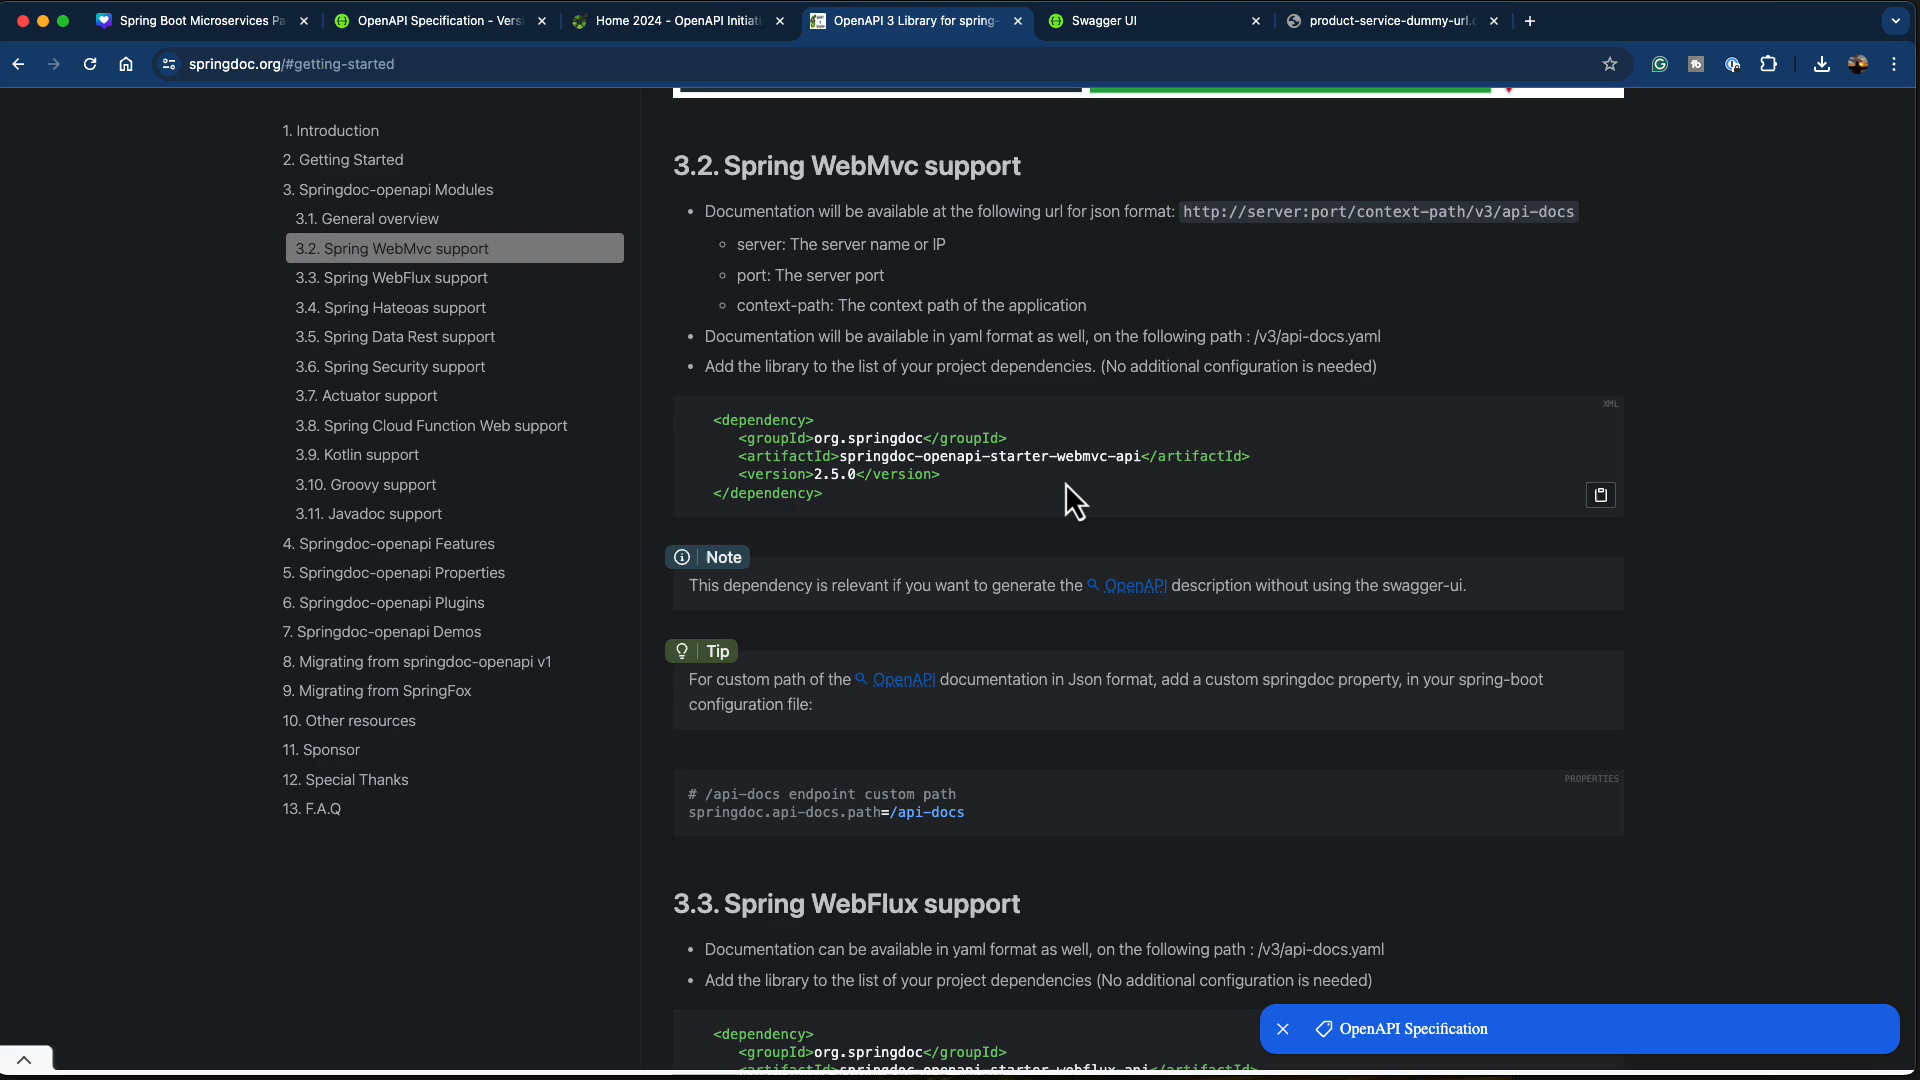 Spring Boot Microservices Pa
OpenAPI Specification - Versi
Home 2024 - OpenAPI Initiati
OpenAPI 3 Library for spring-
Swagger UI
product-service-dummy-url.c
springdoc.org/#getting-started
1. Introduction
2. Getting Started
3. Springdoc-openapi Modules
3.1. General overview
3.2. Spring WebMvc support
3.3. Spring WebFlux support
3.4. Spring Hateoas support
3.5. Spring Data Rest support
3.6. Spring Security support
3.7. Actuator support
3.8. Spring Cloud Function Web support
3.9. Kotlin support
3.10. Groovy support
3.11. Javadoc support
4. Springdoc-openapi Features
5. Springdoc-openapi Properties
6. Springdoc-openapi Plugins
7. Springdoc-openapi Demos
8. Migrating from springdoc-openapi v1
9. Migrating from SpringFox
10. Other resources
11. Sponsor
12. Special Thanks
13. F.A.Q
3.2. Spring WebMvc support
• Documentation will be available at the following url for json format: http://server:port/context-path/v3/api-docs
◦ server: The server name or IP
◦ port: The server port
◦ context-path: The context path of the application
• Documentation will be available in yaml format as well, on the following path : /v3/api-docs.yaml
• Add the library to the list of your project dependencies. (No additional configuration is needed)
XML
<dependency>
<groupId>org.springdoc</groupId>
<artifactId>springdoc-openapi-starter-webmvc-api</artifactId>
<version>2.5.0</version>
</dependency>
Note
This dependency is relevant if you want to generate the OpenAPI description without using the swagger-ui.
Tip
For custom path of the OpenAPI documentation in Json format, add a custom springdoc property, in your spring-boot
configuration file:
PROPERTIES
# /api-docs endpoint custom path
springdoc.api-docs.path=/api-docs
3.3. Spring WebFlux support
• Documentation can be available in yaml format as well, on the following path : /v3/api-docs.yaml
• Add the library to the list of your project dependencies (No additional configuration is needed)
<dependency>
<groupId>org.springdoc</groupId>
<artifactId>springdoc-openapi-starter-webflux-api</artifactId>
OpenAPI Specification